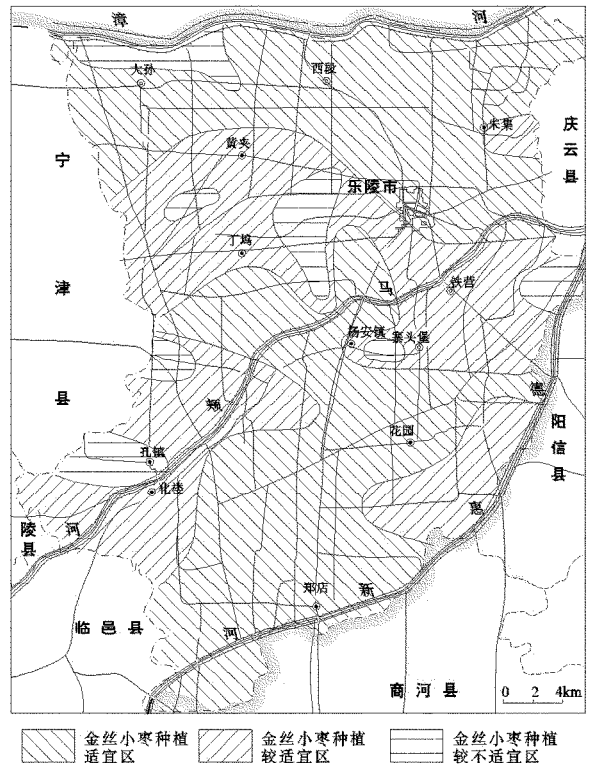 漳
河
大孙
西段
朱集
庆云县
宁津县
黄夹
乐陵市
丁坞
马
铁营
杨安镇
寨头堡
德
颊
阳信县
花园
孔镇
化楼
惠
陵县
河
郑店
新
河
临邑县
商河县
0 2 4km
金丝小枣种植
适宜区
金丝小枣种植
较适宜区
金丝小枣种植
较不适宜区